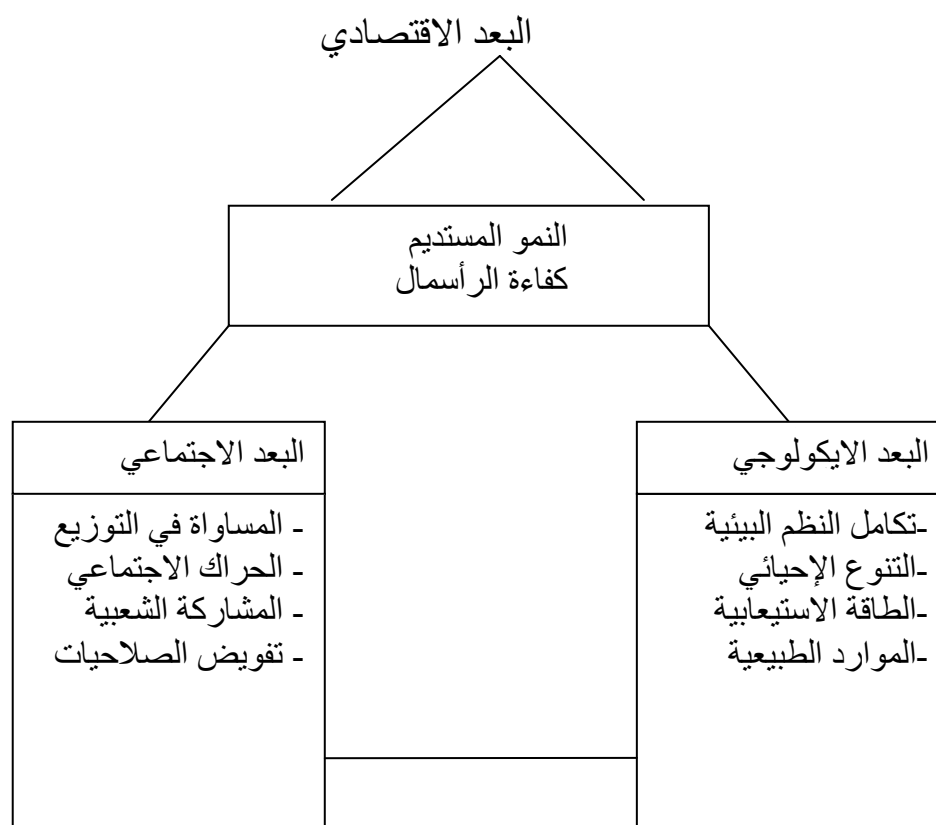 البعد الاقتصادي
النمو المستديم
كفاءة الرأسمال
البعد الايكولوجي
-تكامل النظم البيئية
-التنوع الإحيائي
-الطاقة الاستيعابية
-الموارد الطبيعية
البعد الاجتماعي
- المساواة في التوزيع
- الحراك الاجتماعي
- المشاركة الشعبية
- تفويض الصلاحيات